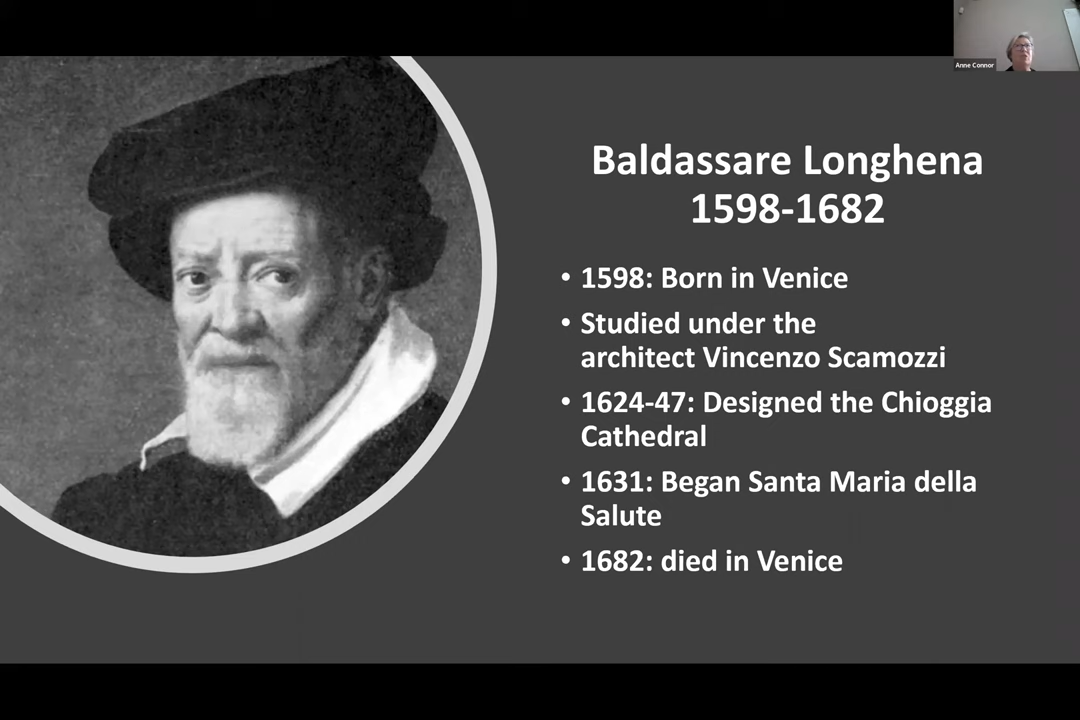 Anne Connor
Baldassare Longhena
1598-1682
• 1598: Born in Venice
• Studied under the
architect Vincenzo Scamozzi
• 1624-47: Designed the Chioggia
Cathedral
• 1631: Began Santa Maria della
Salute
• 1682: died in Venice